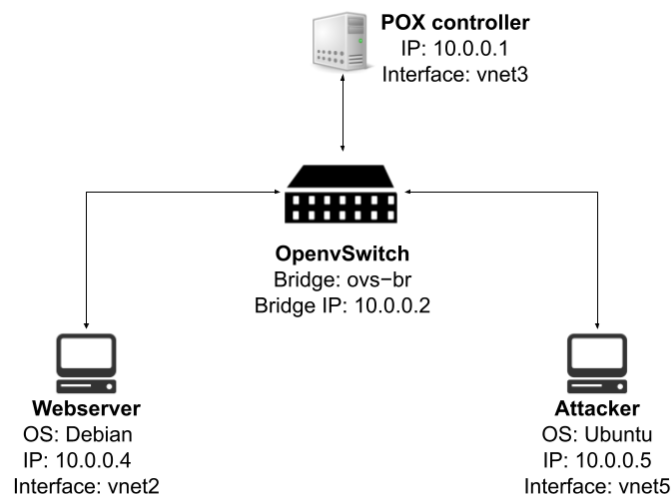 POX controller
IP: 10.0.0.1
Interface: vnet3
OpenvSwitch
Bridge: ovs−br
Bridge IP: 10.0.0.2
Webserver
OS: Debian
IP: 10.0.0.4
Interface: vnet2
Attacker
OS: Ubuntu
IP: 10.0.0.5
Interface: vnet5